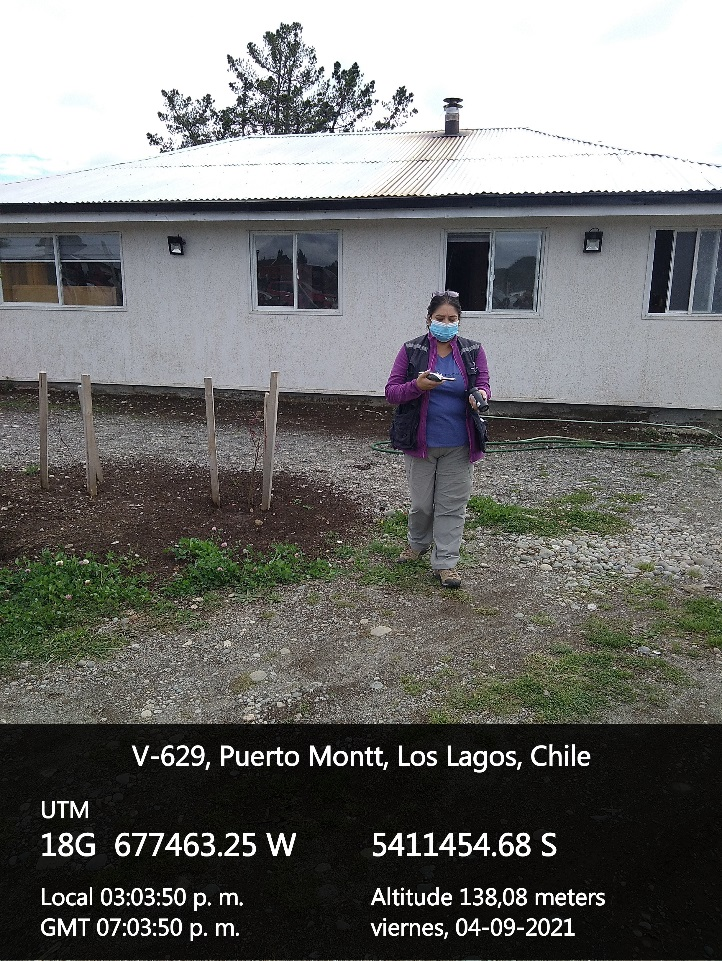 V-629, Puerto Montt, Los Lagos, Chile
UTM
18G 677463.25 W 5411454.68 S
Local 03:03:50 p. m. Altitude 138,08 meters
GMT 07:03:50 p. m. viernes, 04-09-2021